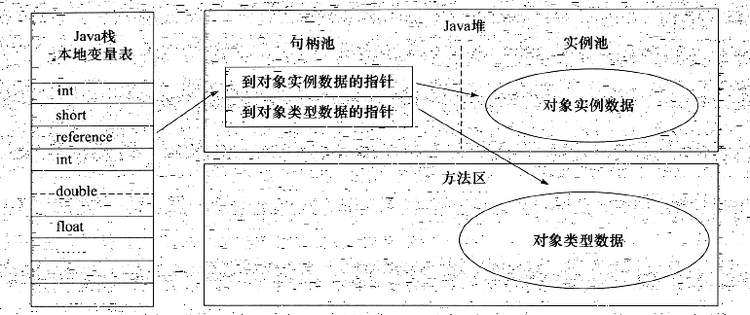 Java栈
本地变量表
int
short
reference
int
double
float
......
Java堆
句柄池
实例池
到对象实例数据的指针
到对象类型数据的指针
对象实例数据
方法区
对象类型数据